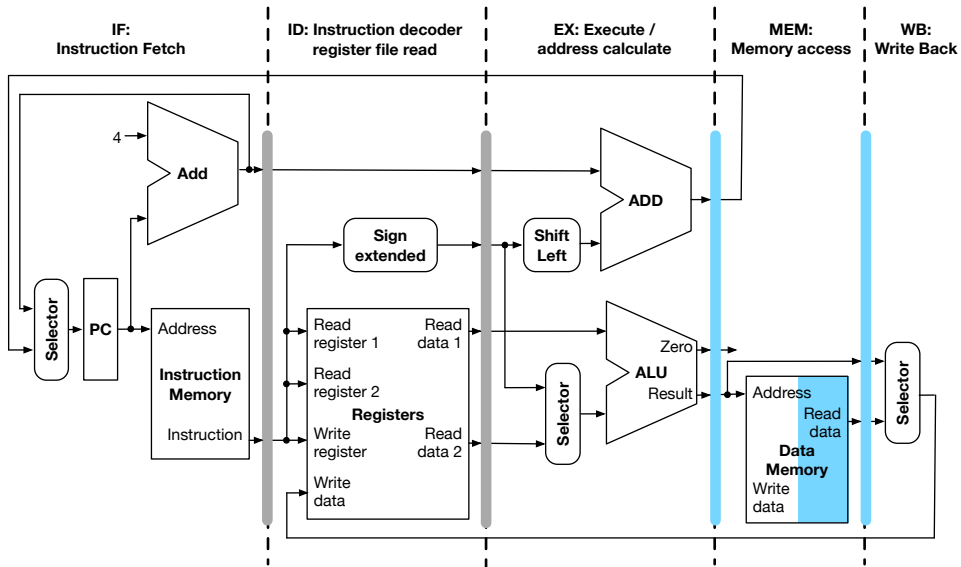 IF:
Instruction Fetch
ID: Instruction decoder
register file read
EX: Execute /
address calculate
MEM:
Memory access
WB:
Write Back
4
Add
ADD
Sign
extended
Shift
Left
Selector
PC
Address
Instruction
Memory
Instruction
Read
register 1
Read
data 1
Read
register 2
Registers
Write
register
Read
data 2
Write
data
Selector
Zero
ALU
Result
Address
Read
data
Data
Memory
Write
data
Selector